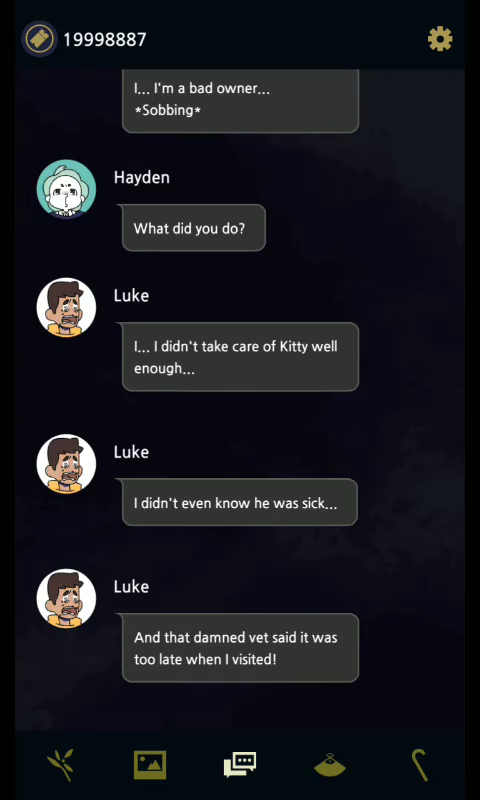 19998887
I... I'm a bad owner...
*Sobbing*
Hayden
What did you do?
Luke
I... I didn't take care of Kitty well
enough...
Luke
I didn't even know he was sick...
Luke
And that damned vet said it was
too late when I visited!